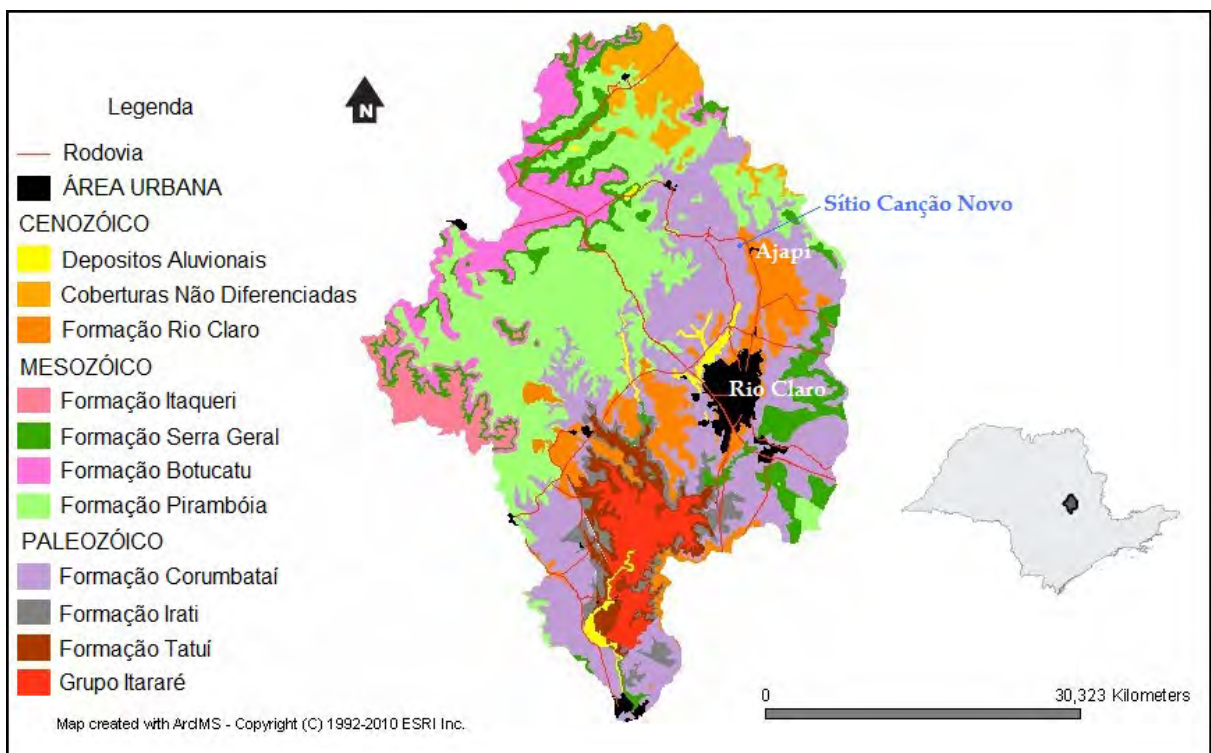 Legenda
N
Rodovia
ÁREA URBANA
CENOZÓICO
Depositos Aluvionais
Coberturas Não Diferenciadas
Formação Rio Claro
MESOZÓICO
Formação Itaqueri
Formação Serra Geral
Formação Botucatu
Formação Pirambóia
PALEOZÓICO
Formação Corumbataí
Formação Irati
Formação Tatuí
Grupo Itararé
Map created with ArcIMS - Copyright (C) 1992-2010 ESRI Inc.
Sítio Canção Novo
Ajapi
Rio Claro
0 30,323 Kilometers